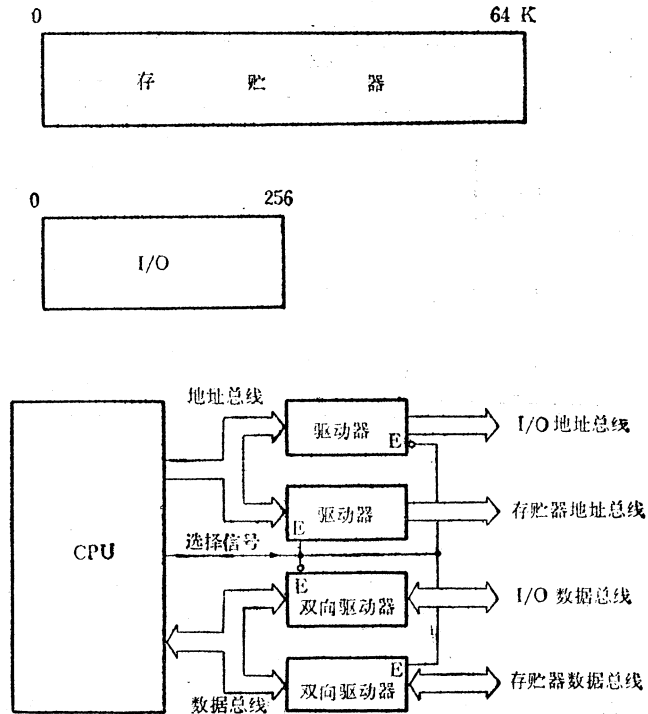 0 64 K
存 贮 器
0 256
I/O
地址总线
驱动器
E
I/O 地址总线
驱动器
E
存贮器地址总线
CPU
选择信号
E
双向驱动器
I/O 数据总线
E
双向驱动器
存贮器数据总线
数据总线